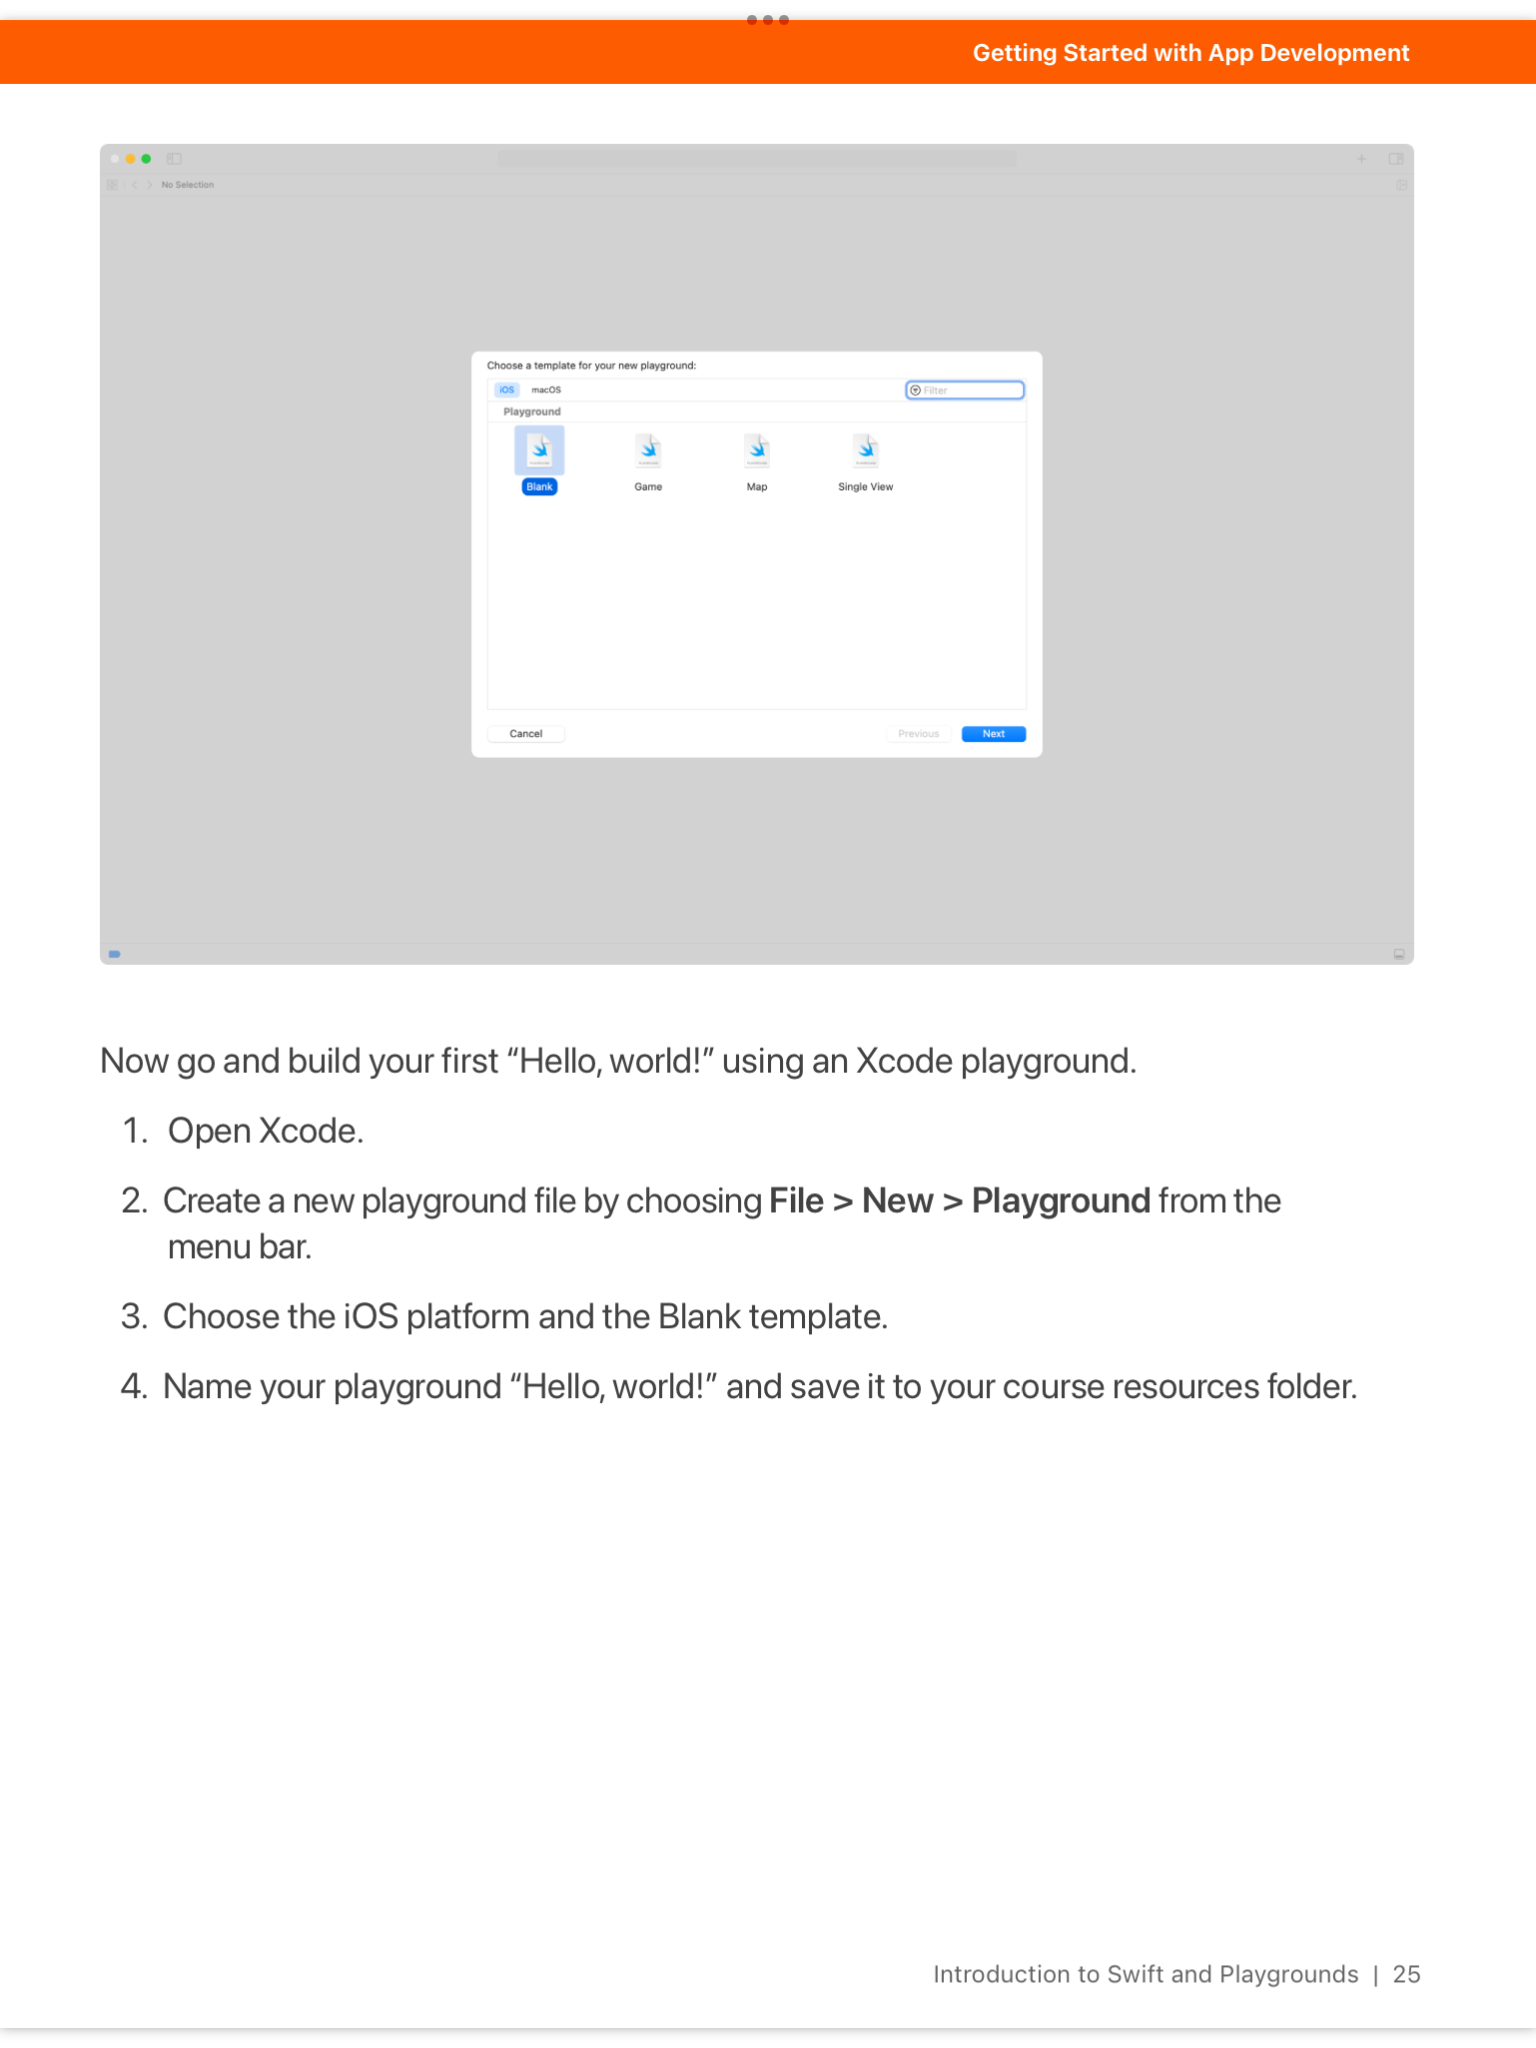 Getting Started with App Development
No Selection
Choose a template for your new playground:
iOS macOS Filter
Playground
Blank Game Map Single View
Cancel Previous Next
Now go and build your first “Hello, world!” using an Xcode playground.
1. Open Xcode.
2. Create a new playground file by choosing File > New > Playground from the
menu bar.
3. Choose the iOS platform and the Blank template.
4. Name your playground “Hello, world!” and save it to your course resources folder.
Introduction to Swift and Playgrounds | 25